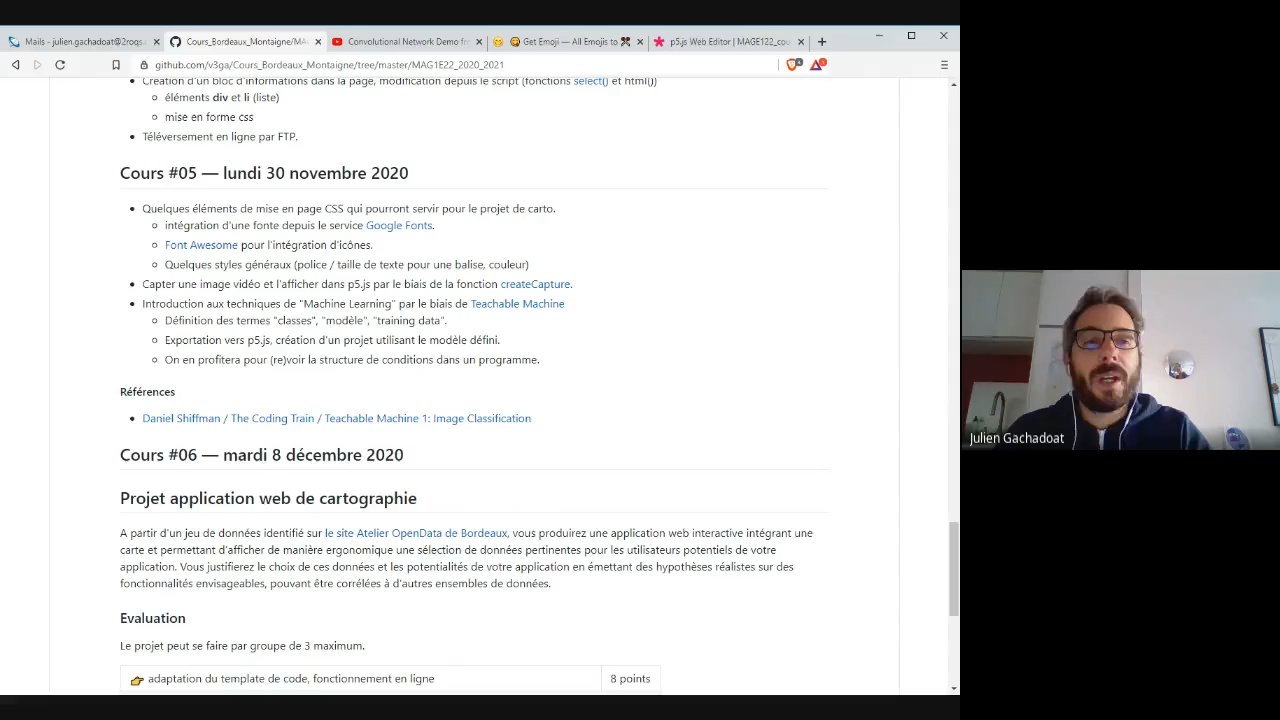 Mails - julien.gachadoat@2roqs.
Cours_Bordeaux_Montaigne/MA
Convolutional Network Demo fr
Get Emoji — All Emojis to
p5.js Web Editor | MAGE122_cou
github.com/v3ga/Cours_Bordeaux_Montaigne/tree/master/MAG1E22_2020_2021
Création d'un bloc d'informations dans la page, modification depuis le script (fonctions select() et html())
éléments div et li (liste)
mise en forme css
Téléversement en ligne par FTP.
Cours #05 — lundi 30 novembre 2020
Quelques éléments de mise en page CSS qui pourront servir pour le projet de carto.
intégration d'une fonte depuis le service Google Fonts.
Font Awesome pour l'intégration d'icônes.
Quelques styles généraux (police / taille de texte pour une balise, couleur)
Capter une image vidéo et l'afficher dans p5.js par le biais de la fonction createCapture.
Introduction aux techniques de "Machine Learning" par le biais de Teachable Machine
Définition des termes "classes", "modèle", "training data".
Exportation vers p5.js, création d'un projet utilisant le modèle défini.
On en profitera pour (re)voir la structure de conditions dans un programme.
Références
Daniel Shiffman / The Coding Train / Teachable Machine 1: Image Classification
Cours #06 — mardi 8 décembre 2020
Projet application web de cartographie
A partir d'un jeu de données identifié sur le site Atelier OpenData de Bordeaux, vous produirez une application web interactive intégrant une
carte et permettant d'afficher de manière ergonomique une sélection de données pertinentes pour les utilisateurs potentiels de votre
application. Vous justifierez le choix de ces données et les potentialités de votre application en émettant des hypothèses réalistes sur des
fonctionnalités envisageables, pouvant être corrélées à d'autres ensembles de données.
Evaluation
Le projet peut se faire par groupe de 3 maximum.
adaptation du template de code, fonctionnement en ligne
8 points
Julien Gachadoat